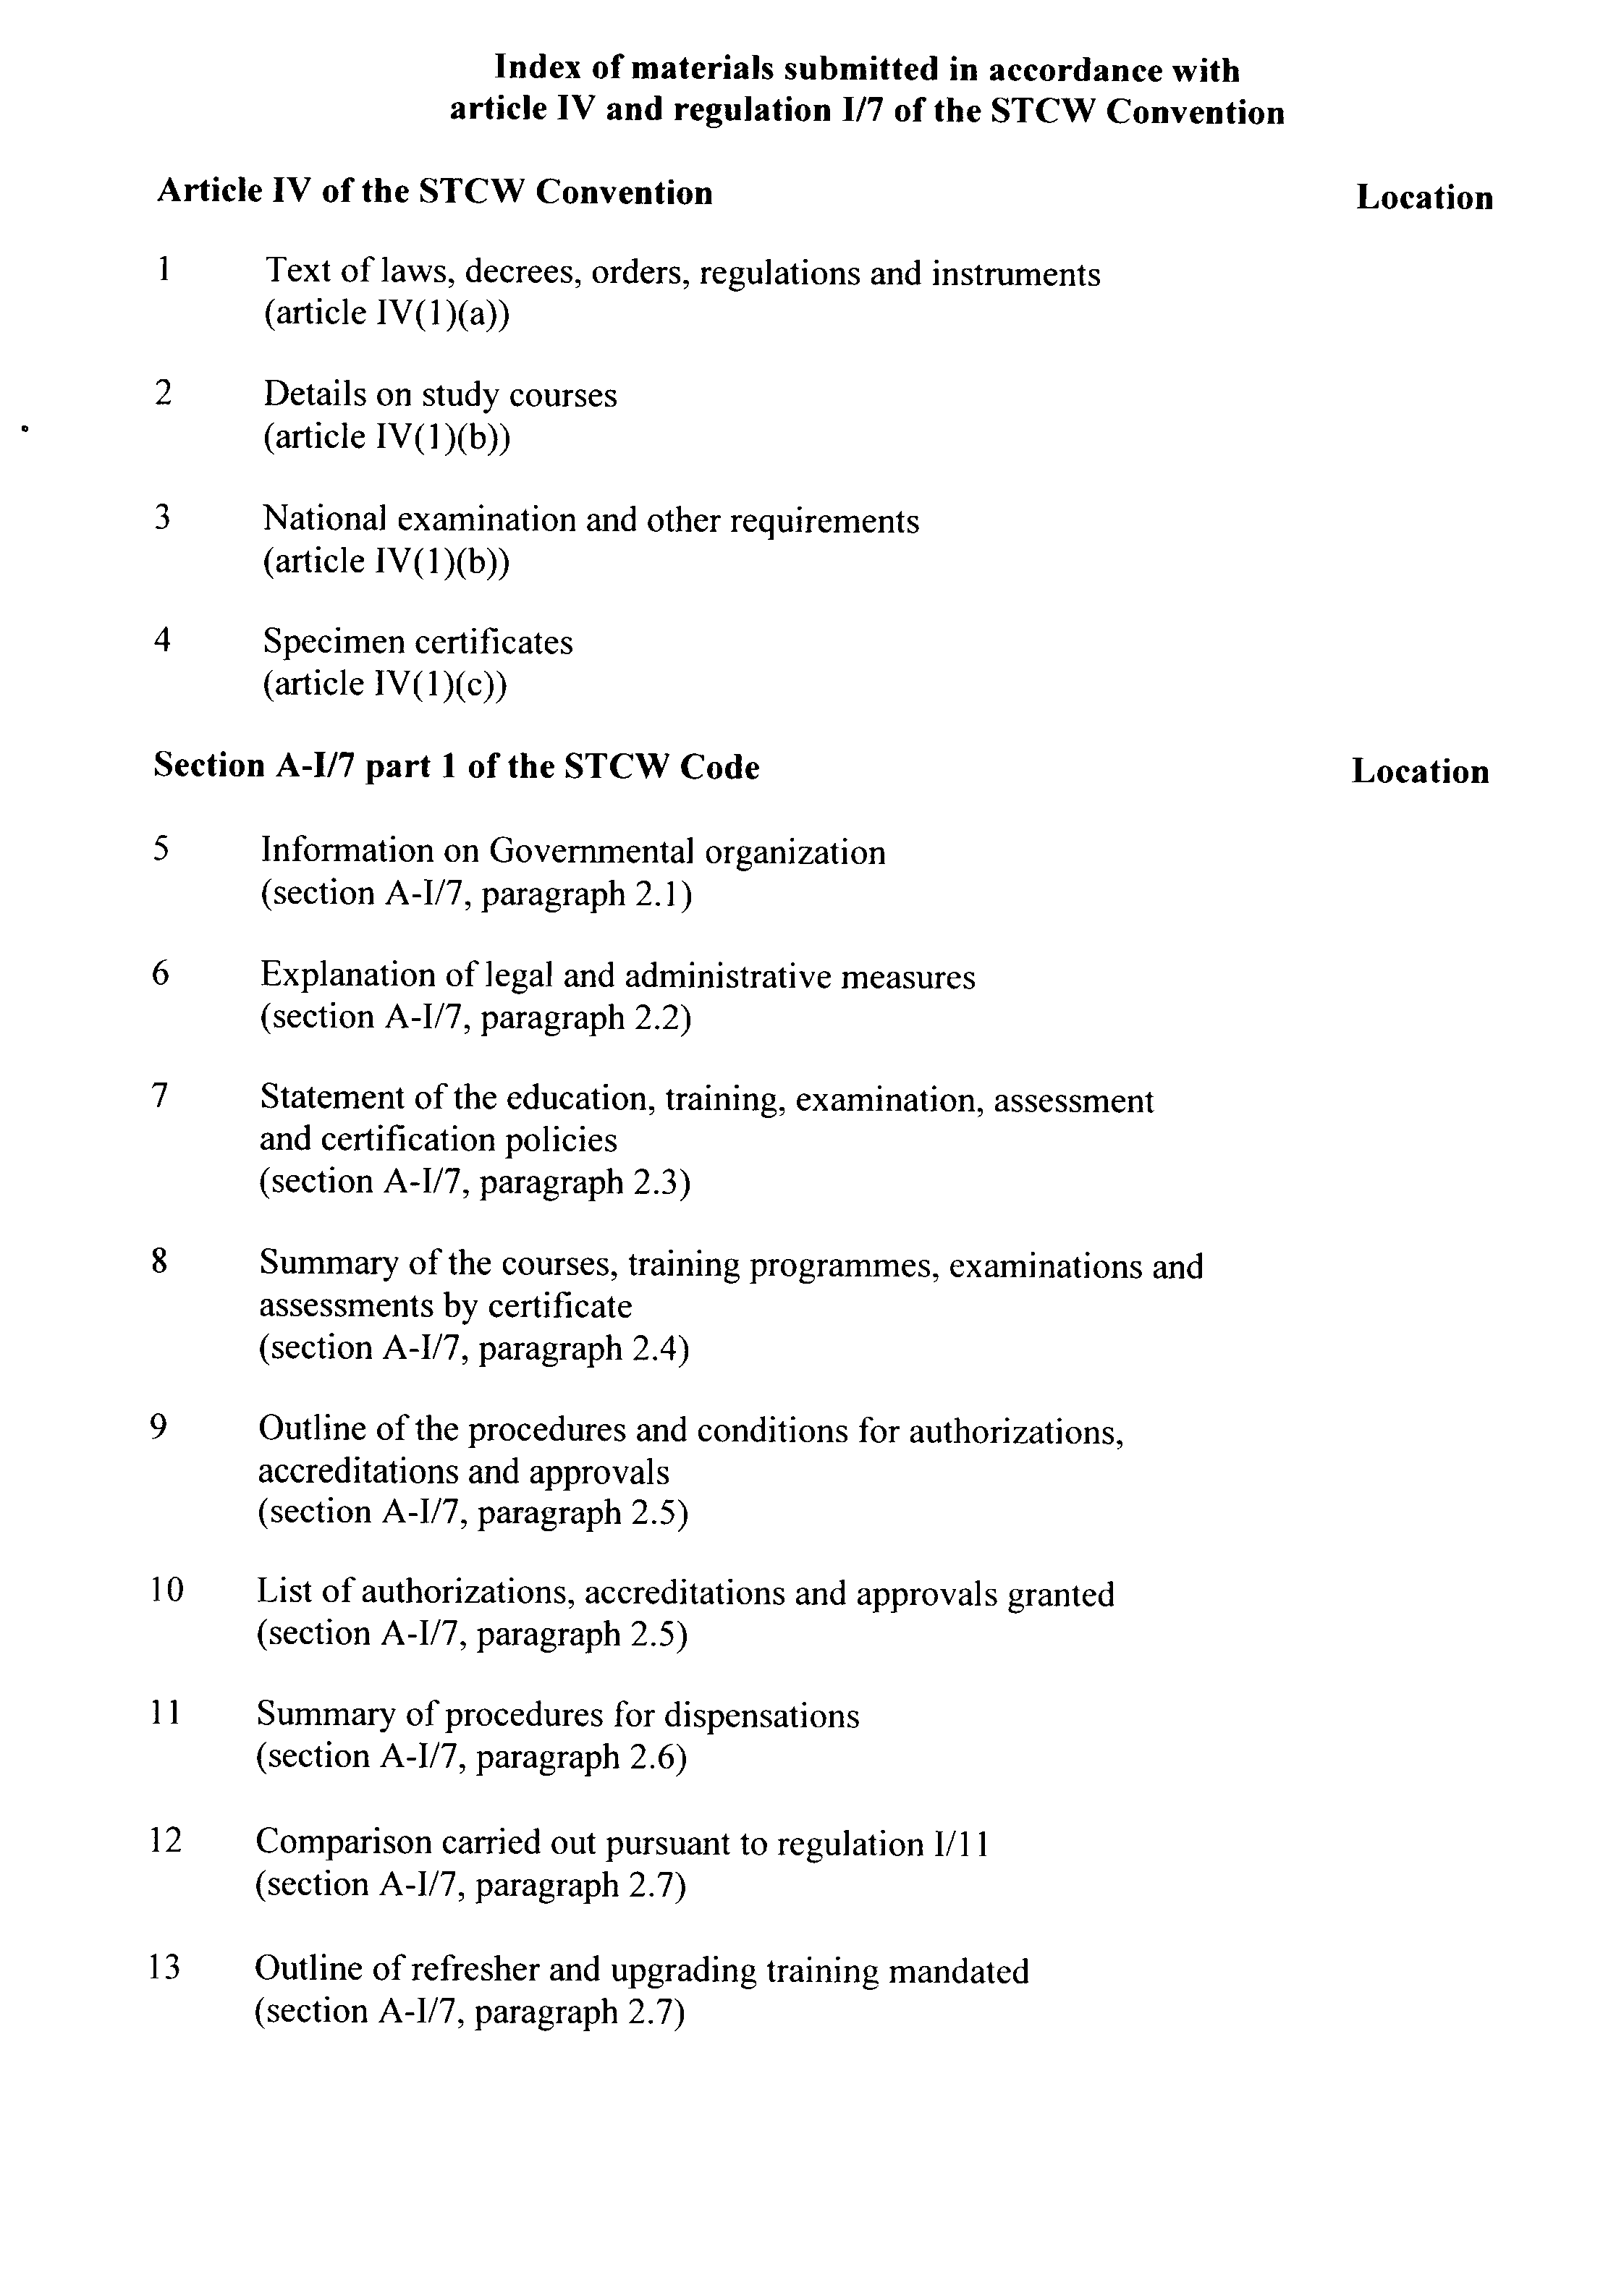 Index of materials submitted in accordance with
article IV and regulation I/7 of the STCW Convention
Article IV of the STCW Convention Location
1 Text of laws, decrees, orders, regulations and instruments
(article IV(1)(a))
2 Details on study courses
(article IV(1)(b))
3 National examination and other requirements
(article IV(1)(b))
4 Specimen certificates
(article IV(1)(c))
Section A-I/7 part 1 of the STCW Code Location
5 Information on Governmental organization
(section A-I/7, paragraph 2.1)
6 Explanation of legal and administrative measures
(section A-I/7, paragraph 2.2)
7 Statement of the education, training, examination, assessment
and certification policies
(section A-I/7, paragraph 2.3)
8 Summary of the courses, training programmes, examinations and
assessments by certificate
(section A-I/7, paragraph 2.4)
9 Outline of the procedures and conditions for authorizations,
accreditations and approvals
(section A-I/7, paragraph 2.5)
10 List of authorizations, accreditations and approvals granted
(section A-I/7, paragraph 2.5)
11 Summary of procedures for dispensations
(section A-I/7, paragraph 2.6)
12 Comparison carried out pursuant to regulation I/11
(section A-I/7, paragraph 2.7)
13 Outline of refresher and upgrading training mandated
(section A-I/7, paragraph 2.7)